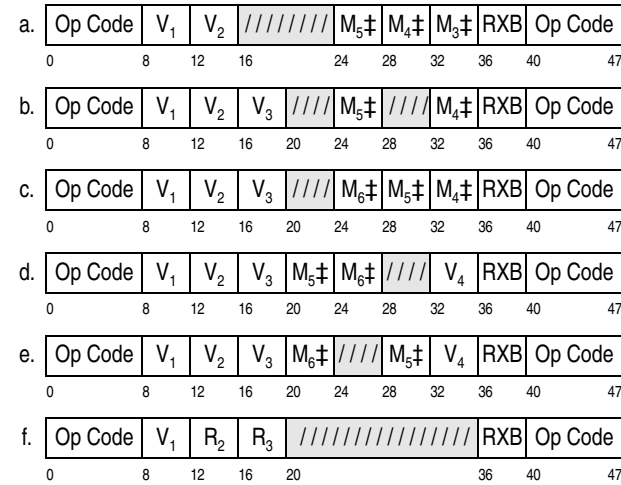 a. Op Code V₁ V₂ //////// M₅‡ M₄‡ M₃‡ RXB Op Code
0 8 12 16 24 28 32 36 40 47
b. Op Code V₁ V₂ V₃ //// M₅‡ //// M₄‡ RXB Op Code
0 8 12 16 20 24 28 32 36 40 47
c. Op Code V₁ V₂ V₃ //// M₆‡ M₅‡ M₄‡ RXB Op Code
0 8 12 16 20 24 28 32 36 40 47
d. Op Code V₁ V₂ V₃ M₅‡ M₆‡ //// V₄ RXB Op Code
0 8 12 16 20 24 28 32 36 40 47
e. Op Code V₁ V₂ V₃ M₆‡ //// M₅‡ V₄ RXB Op Code
0 8 12 16 20 24 28 32 36 40 47
f. Op Code V₁ R₂ R₃ //////////////// RXB Op Code
0 8 12 16 20 36 40 47